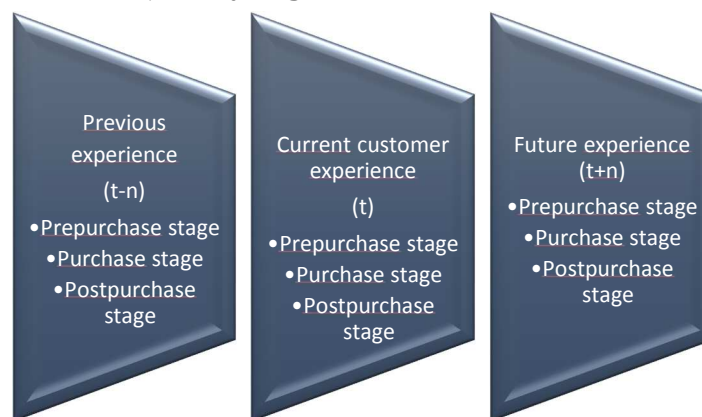 Previous
experience
(t-n)
•Prepurchase stage
•Purchase stage
•Postpurchase
stage
Current customer
experience
(t)
•Prepurchase stage
•Purchase stage
•Postpurchase
stage
Future experience
(t+n)
•Prepurchase stage
•Purchase stage
•Postpurchase
stage